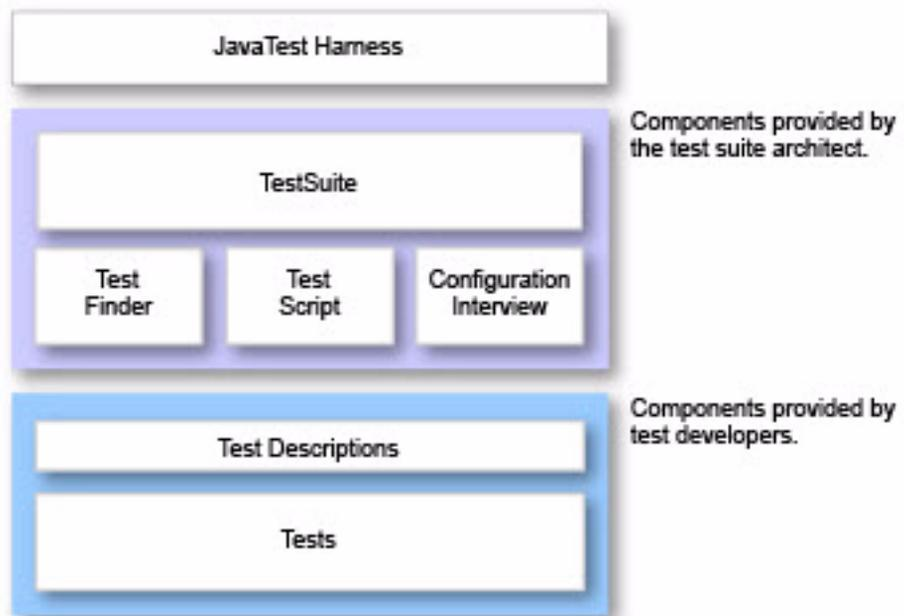 JavaTest Harness
Components provided by
the test suite architect.
TestSuite
Test
Finder
Test
Script
Configuration
Interview
Components provided by
test developers.
Test Descriptions
Tests